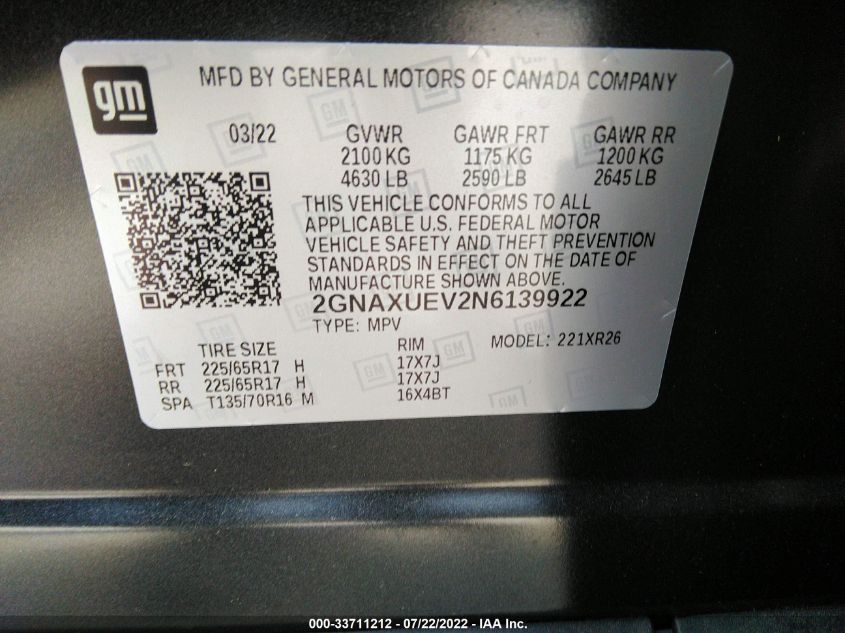 gm
MFD BY GENERAL MOTORS OF CANADA COMPANY
03/22 GVWR GAWR FRT GAWR RR
2100 KG 1175 KG 1200 KG
4630 LB 2590 LB 2645 LB
THIS VEHICLE CONFORMS TO ALL
APPLICABLE U.S. FEDERAL MOTOR
VEHICLE SAFETY AND THEFT PREVENTION
STANDARDS IN EFFECT ON THE DATE OF
MANUFACTURE SHOWN ABOVE.
2GNAXUEV2N6139922
TYPE: MPV MODEL: 221XR26
TIRE SIZE RIM
FRT 225/65R17 H 17X7J
RR 225/65R17 H 17X7J
SPA T135/70R16 M 16X4BT
000-33711212 - 07/22/2022 - IAA Inc.